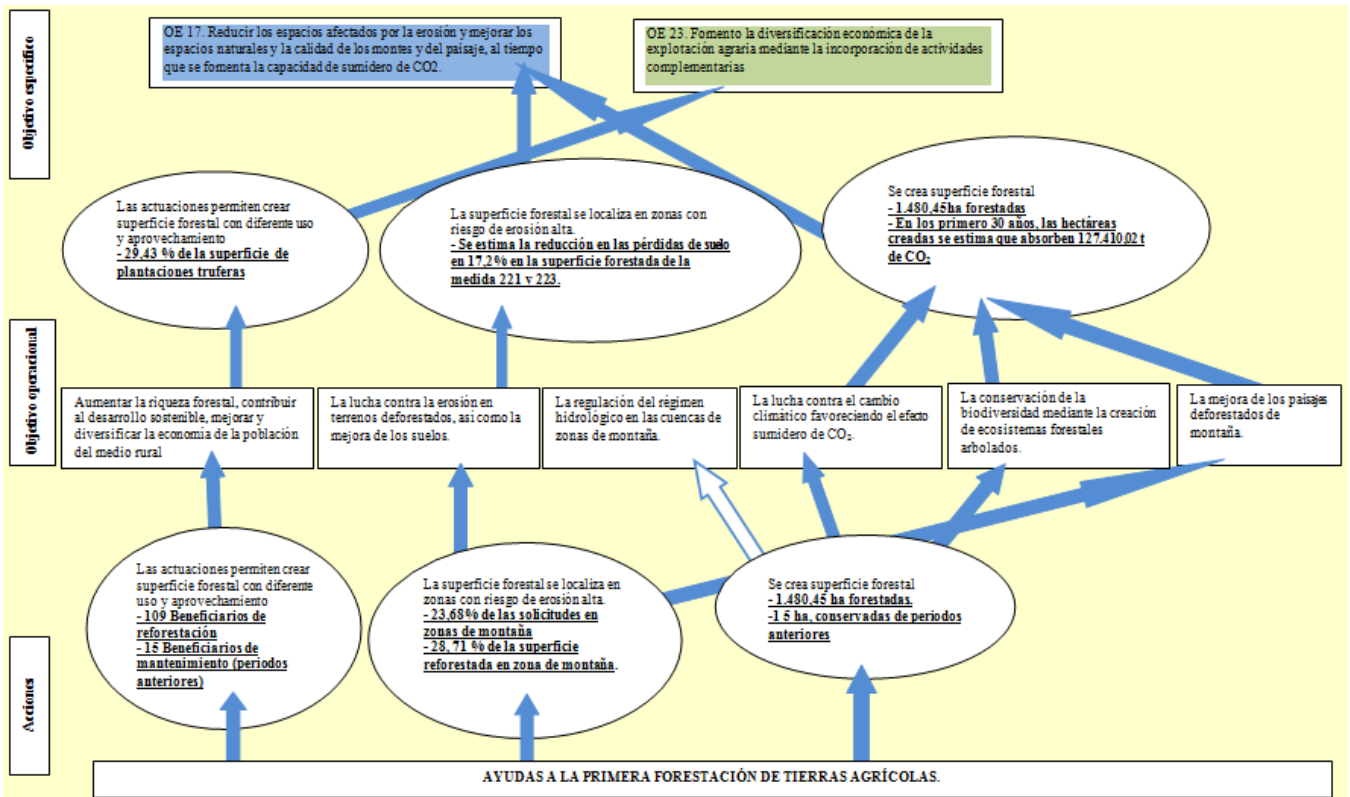 Objetivo específico
OE 17. Reducir los espacios afectados por la erosión y mejorar los
espacios naturales y la calidad de los montes y del paisaje, al tiempo
que se fomenta la capacidad de sumidero de CO2.
OE 23. Fomento la diversificación económica de la
explotación agraria mediante la incorporación de actividades
complementarias
Las actuaciones permiten crear
superficie forestal con diferente uso
y aprovechamiento
- 29,43 % de la superficie de
plantaciones truferas
La superficie forestal se localiza en zonas con
riesgo de erosión alta.
- Se estima la reducción en las pérdidas de suelo
en 17,2% en la superficie forestada de la
medida 221 y 223.
Se crea superficie forestal
- 1.480,45ha forestadas
- En los primero 30 años, las hectáreas
creadas se estima que absorben 127.410,02 t
de CO₂
Objetivo operacional
Aumentar la riqueza forestal, contribuir
al desarrollo sostenible, mejorar y
diversificar la economía de la población
del medio rural
La lucha contra la erosión en
terrenos deforestados, así como la
mejora de los suelos.
La regulación del régimen
hidrológico en las cuencas de
zonas de montaña.
La lucha contra el cambio
climático favoreciendo el efecto
sumidero de CO₂.
La conservación de la
biodiversidad mediante la creación
de ecosistemas forestales
arbolados.
La mejora de los paisajes
deforestados de
montaña.
Acciones
Las actuaciones permiten crear
superficie forestal con diferente
uso y aprovechamiento
- 109 Beneficiarios de
reforestación
- 15 Beneficiarios de
mantenimiento (periodos
anteriores)
La superficie forestal se localiza en
zonas con riesgo de erosión alta.
- 23,68% de las solicitudes en
zonas de montaña
- 28, 71 % de la superficie
reforestada en zona de montaña.
Se crea superficie forestal
- 1.480,45 ha forestadas.
-1 5 ha, conservadas de periodos
anteriores
AYUDAS A LA PRIMERA FORESTACIÓN DE TIERRAS AGRÍCOLAS.